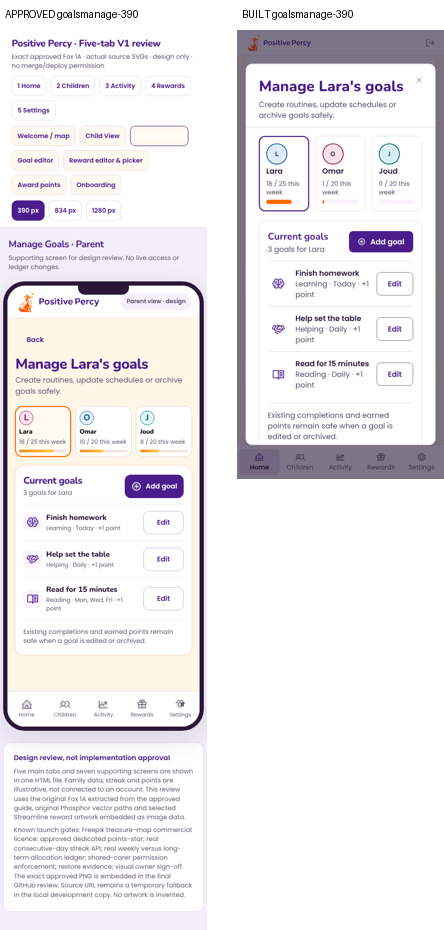 APPROVED goalsmanage-390
Positive Percy · Five-tab V1 review
Exact approved Fox 1A · actual source SVGs · design only · no merge/deploy permission
1 Home
2 Children
3 Activity
4 Rewards
5 Settings
Welcome / map
Child View
Goal editor
Reward editor & picker
Award points
Onboarding
390 px
834 px
1280 px
Manage Goals · Parent
Supporting screen for design review. No live access or
ledger changes.
Positive Percy
Parent view · design
Back
Manage Lara's goals
Create routines, update schedules or archive
goals safely.
L
Lara
18 / 25 this week
O
Omar
10 / 20 this week
J
Joud
8 / 20 this week
Current goals
3 goals for Lara
Add goal
Finish homework
Learning · Today · +1 point
Edit
Help set the table
Helping · Daily · +1 point
Edit
Read for 15 minutes
Reading · Mon, Wed, Fri · +1
point
Edit
Existing completions and earned points remain
safe when a goal is edited or archived.
Home
Children
Activity
Rewards
Settings
Design review, not implementation approval
Five main tabs and seven supporting screens are shown
in one HTML file. Family data, streak and points are
illustrative, not connected to an account. This review
uses the original Fox 1A extracted from the approved
guide, original Phosphor vector paths and selected
Streamline reward artwork embedded as image data.
Known launch gates: Freepik treasure-map commercial
licence; approved dedicated points-star; real
consecutive-day streak API; real weekly versus long-
term allocation ledger; shared-carer permission
enforcement; restore evidence; visual owner sign-off.
The exact approved PNG is embedded in the final
GitHub review. Source URL remains a temporary fallback
in the local development copy. No artwork is invented.
BUILT goalsmanage-390
Positive Percy
Manage Lara's goals
×
Create routines, update schedules or
archive goals safely.
L
Lara
18 / 25 this
week
O
Omar
1 / 20 this
week
J
Joud
0 / 20 this
week
Current goals
3 goals for Lara
Add goal
Finish homework
Learning · Today · +1
point
Edit
Help set the table
Helping · Daily · +1
point
Edit
Read for 15 minutes
Reading · Daily · +1
point
Edit
Existing completions and earned
points remain safe when a goal is
edited or archived.
Home
Children
Activity
Rewards
Settings